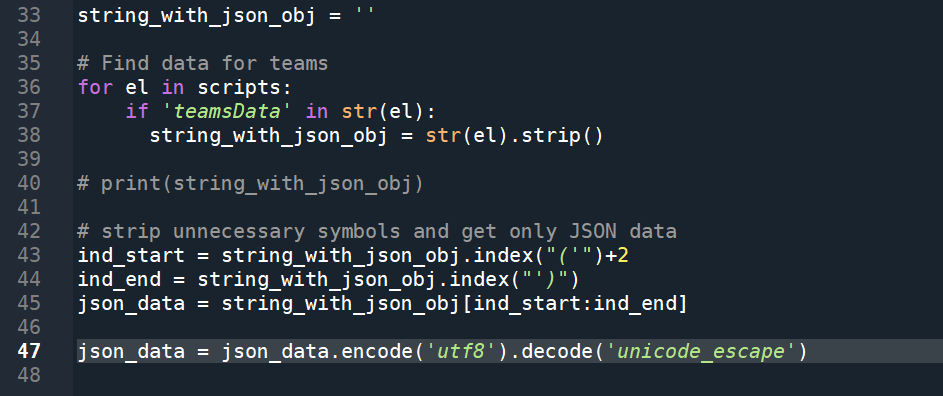 33 string_with_json_obj = ''
34
35 # Find data for teams
36 for el in scripts:
37     if 'teamsData' in str(el):
38       string_with_json_obj = str(el).strip()
39
40 # print(string_with_json_obj)
41
42 # strip unnecessary symbols and get only JSON data
43 ind_start = string_with_json_obj.index("('")+2
44 ind_end = string_with_json_obj.index("')")
45 json_data = string_with_json_obj[ind_start:ind_end]
46
47 json_data = json_data.encode('utf8').decode('unicode_escape')
48